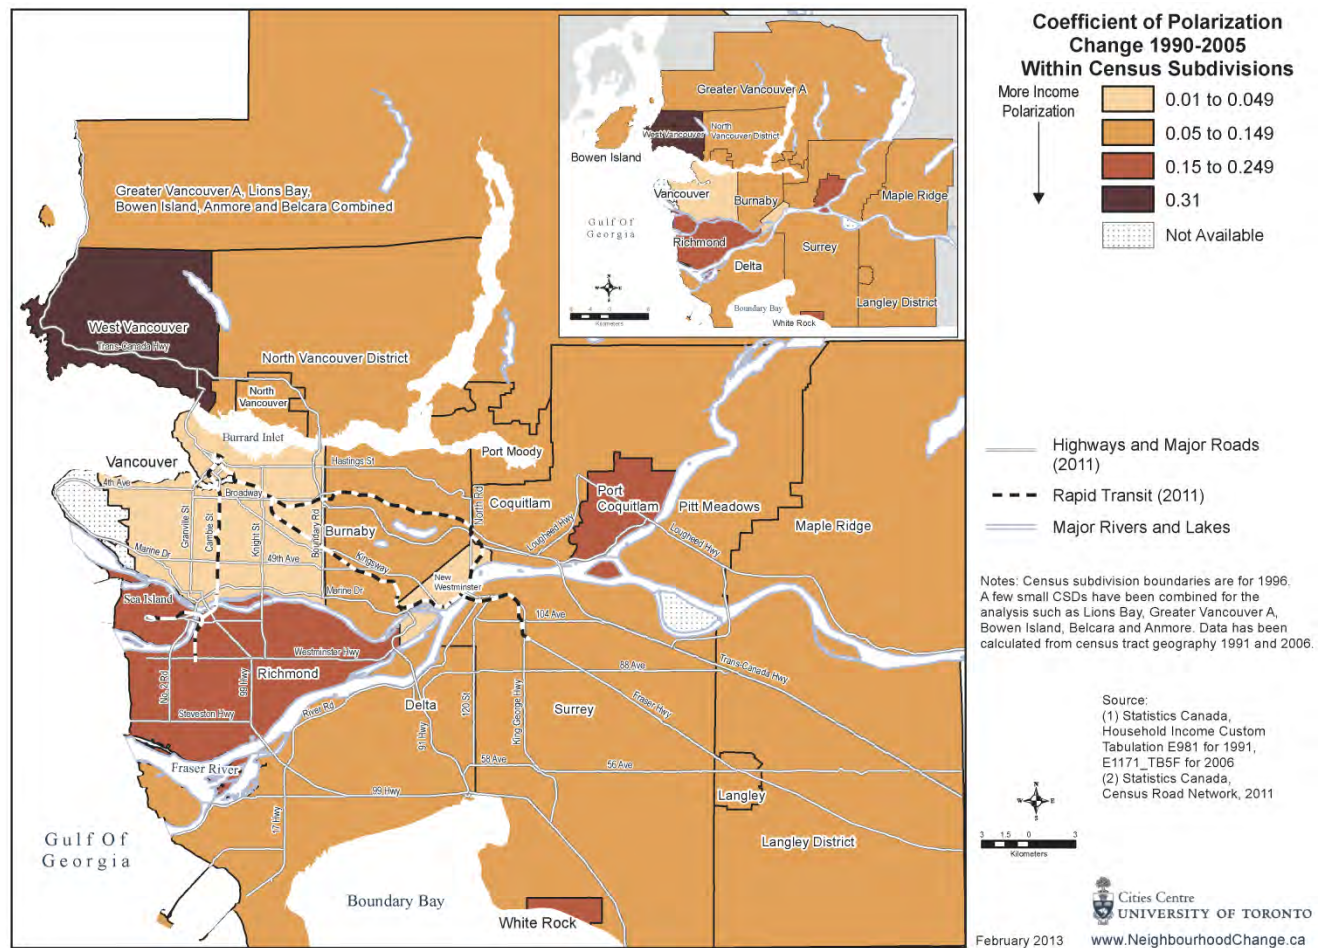 Coefficient of Polarization
Change 1990-2005
Within Census Subdivisions
More Income
Polarization
0.01 to 0.049
0.05 to 0.149
0.15 to 0.249
0.31
Not Available
Greater Vancouver A
West Vancouver
North
Vancouver District
Bowen Island
Vancouver
Burnaby
Maple Ridge
Gulf Of
Georgia
Richmond
Surrey
Delta
Langley District
Boundary Bay
White Rock
Kilometers
Greater Vancouver A, Lions Bay,
Bowen Island, Anmore and Belcara Combined
West Vancouver
Trans-Canada Hwy
North Vancouver District
North
Vancouver
Burrard Inlet
Port Moody
Vancouver
Hastings St
4th Ave
Broadway
North Rd
Coquitlam
Port
Coquitlam
Pitt Meadows
Maple Ridge
Granville St
Cambie St
Knight St
Boundary Rd
Burnaby
Lougheed Hwy
Lougheed Hwy
Marine Dr
49th Ave
Kingsway
New
Westminster
Marine Dr
Sea Island
104 Ave
Westminster Hwy
Richmond
No. 2 Rd
99 Hwy
88 Ave
Trans-Canada Hwy
Steveston Hwy
River Rd
Delta
91 Hwy
120 St
King George Hwy
Surrey
Fraser Hwy
Fraser River
58 Ave
56 Ave
99 Hwy
17 Hwy
Langley
Gulf Of
Georgia
Langley District
Boundary Bay
White Rock
Highways and Major Roads
(2011)
Rapid Transit (2011)
Major Rivers and Lakes
Notes: Census subdivision boundaries are for 1996.
A few small CSDs have been combined for the
analysis such as Lions Bay, Greater Vancouver A,
Bowen Island, Belcara and Anmore. Data has been
calculated from census tract geography 1991 and 2006.
Source:
(1) Statistics Canada,
Household Income Custom
Tabulation E981 for 1991,
E1171_TB5F for 2006
(2) Statistics Canada,
Census Road Network, 2011
N
W E
S
3 1.5 0 3
Kilometers
Cities Centre
UNIVERSITY OF TORONTO
February 2013
www.NeighbourhoodChange.ca